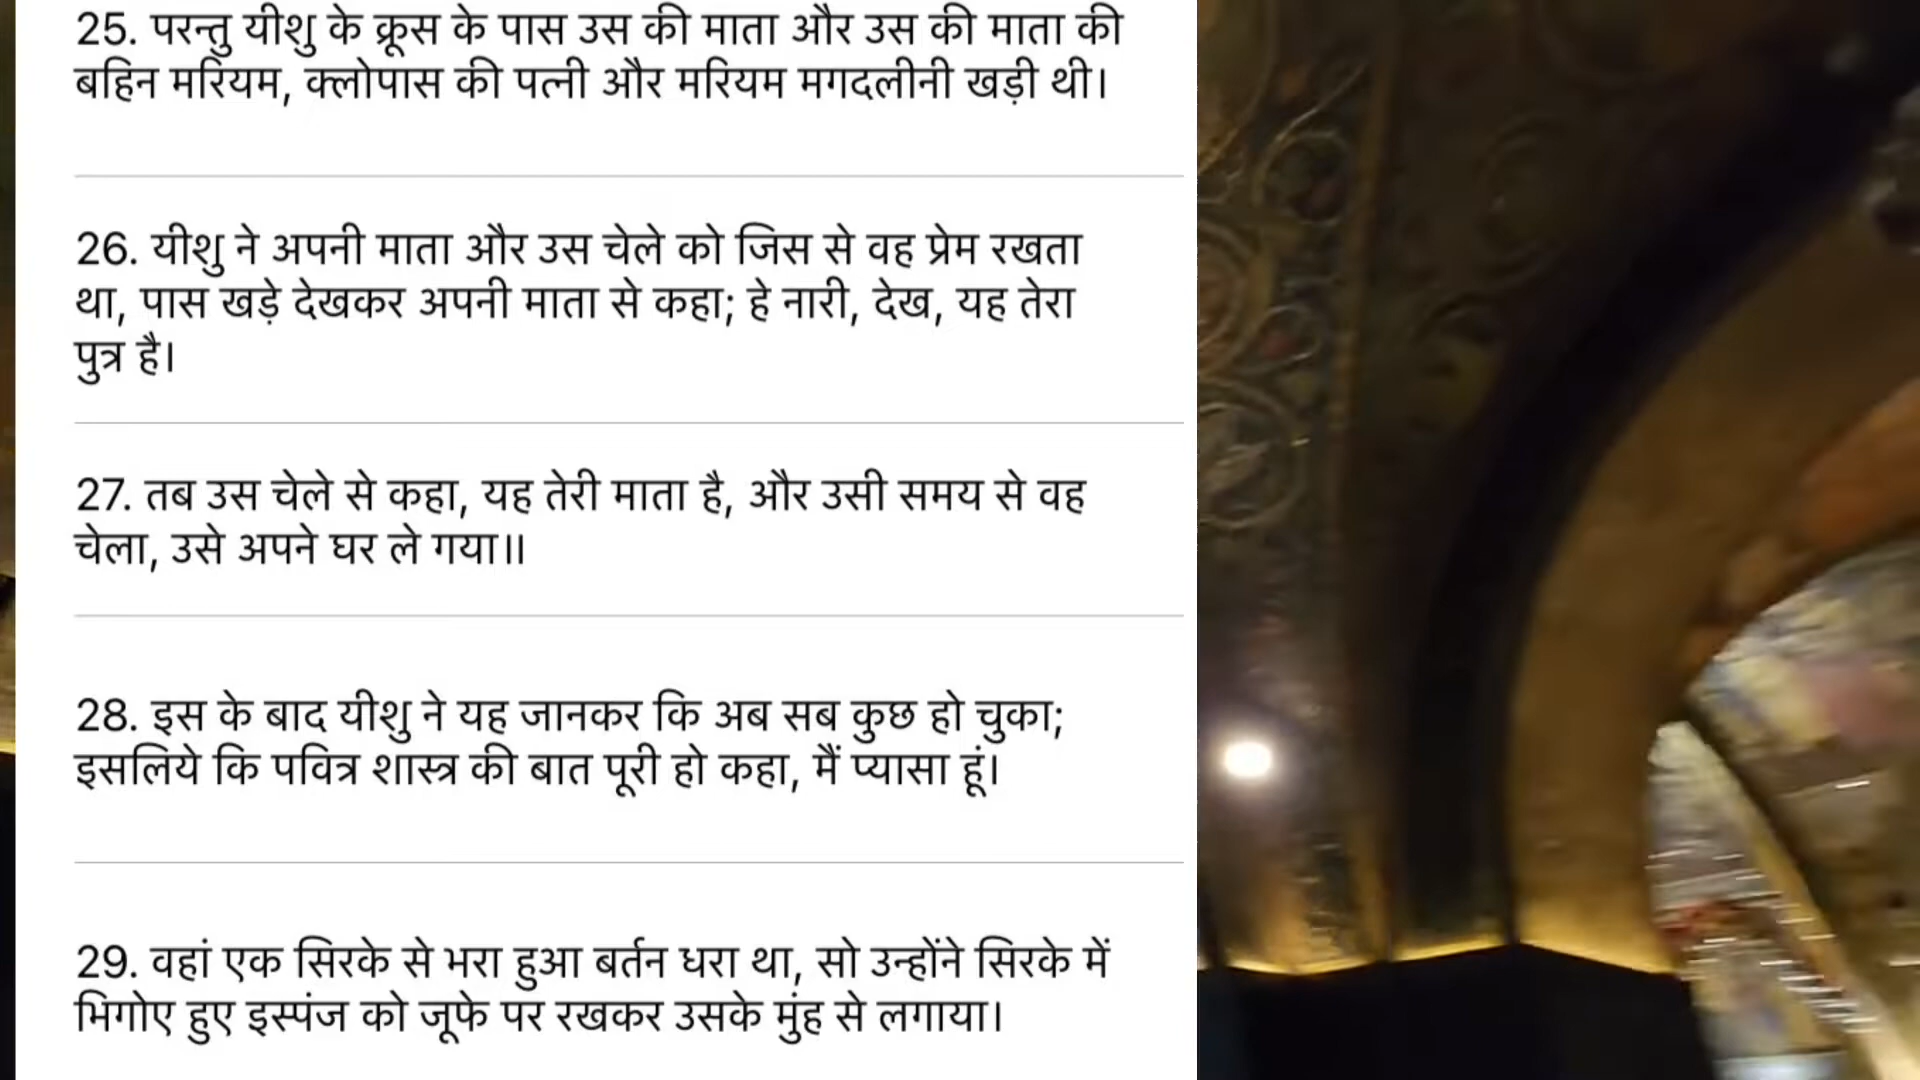 25. परन्तु यीशु के क्रूस के पास उस की माता और उस की माता की
बहिन मरियम, क्लोपास की पत्नी और मरियम मगदलीनी खड़ी थी।
26. यीशु ने अपनी माता और उस चेले को जिस से वह प्रेम रखता
था, पास खड़े देखकर अपनी माता से कहा; हे नारी, देख, यह तेरा
पुत्र है।
27. तब उस चेले से कहा, यह तेरी माता है, और उसी समय से वह
चेला, उसे अपने घर ले गया॥
28. इस के बाद यीशु ने यह जानकर कि अब सब कुछ हो चुका;
इसलिये कि पवित्र शास्त्र की बात पूरी हो कहा, मैं प्यासा हूं।
29. वहां एक सिरके से भरा हुआ बर्तन धरा था, सो उन्होंने सिरके में
भिगोए हुए इस्पंज को जूफे पर रखकर उसके मुंह से लगाया।